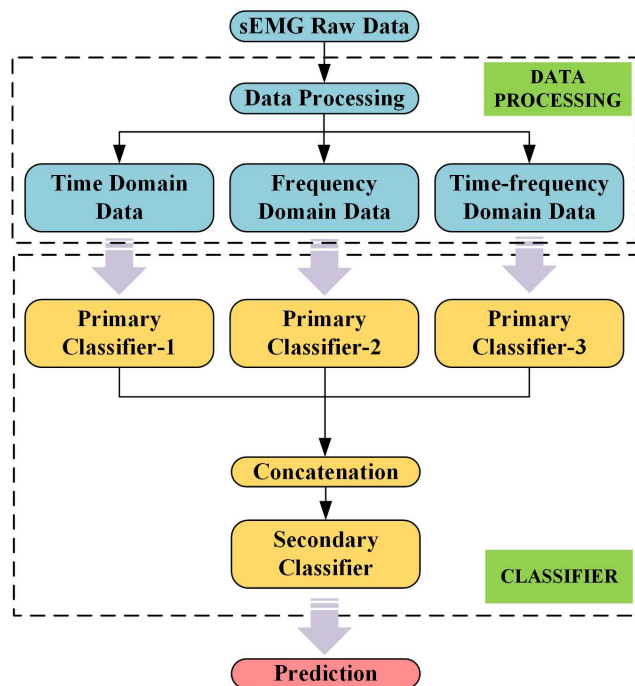 sEMG Raw Data
DATA
PROCESSING
Data Processing
Time Domain
Data
Frequency
Domain Data
Time-frequency
Domain Data
Primary
Classifier-1
Primary
Classifier-2
Primary
Classifier-3
Concatenation
Secondary
Classifier
CLASSIFIER
Prediction